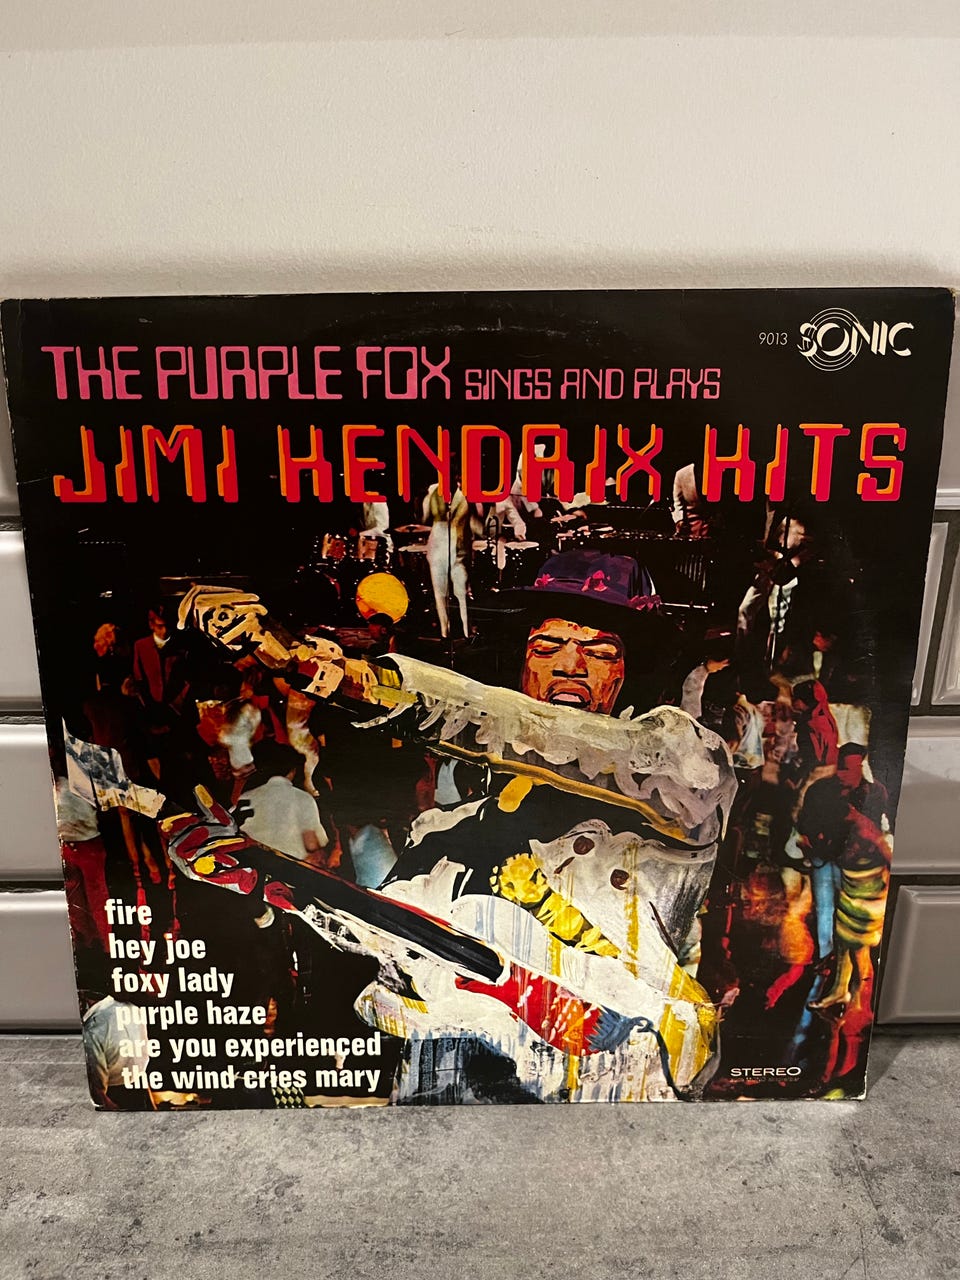 9013 SONIC
THE PURPLE FOX SINGS AND PLAYS
JIMI HENDRIX HITS
fire
hey joe
foxy lady
purple haze
are you experienced
the wind cries mary
STEREO